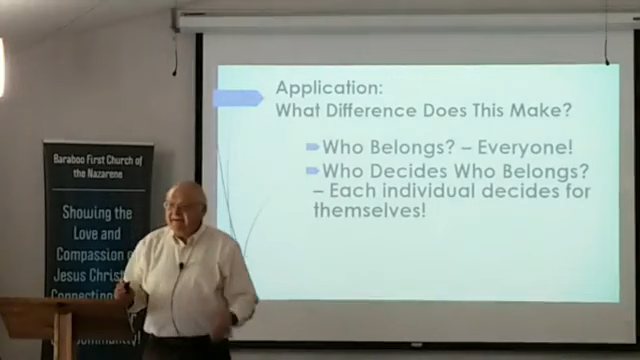 Application:
What Difference Does This Make?
Who Belongs? – Everyone!
Who Decides Who Belongs?
– Each individual decides for
themselves!
Baraboo First Church of
the Nazarene
Showing the
Love and
Compassion
Jesus Christ
Connecting